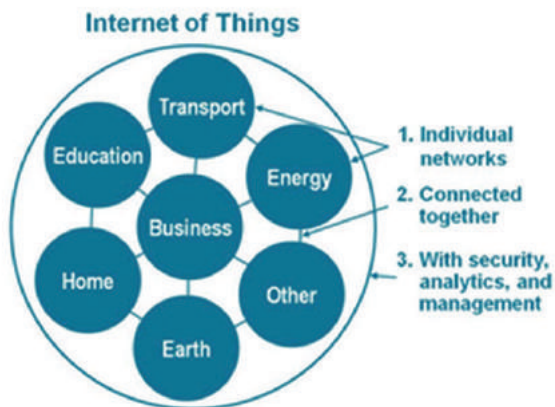 Internet of Things
Transport
Education
Energy
Business
Home
Other
Earth
1. Individual
networks
2. Connected
together
3. With security,
analytics, and
management